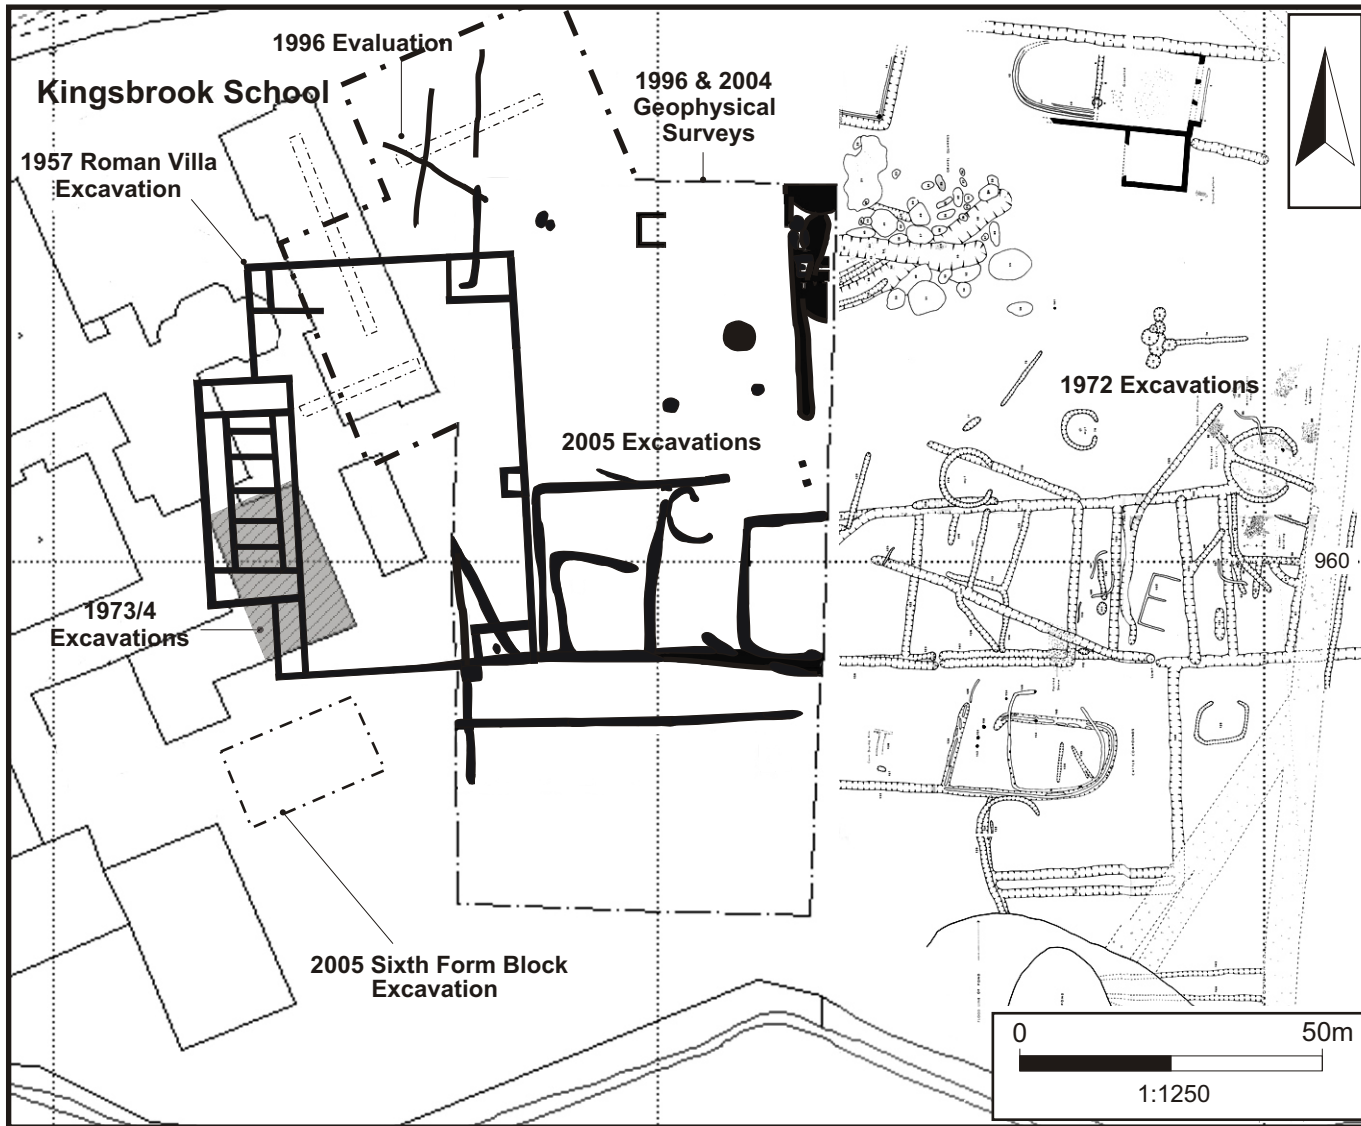 1996 Evaluation
Kingsbrook School
1996 & 2004
Geophysical
Surveys
1957 Roman Villa
Excavation
1972 Excavations
2005 Excavations
960
1973/4
Excavations
2005 Sixth Form Block
Excavation
0 50m
1:1250